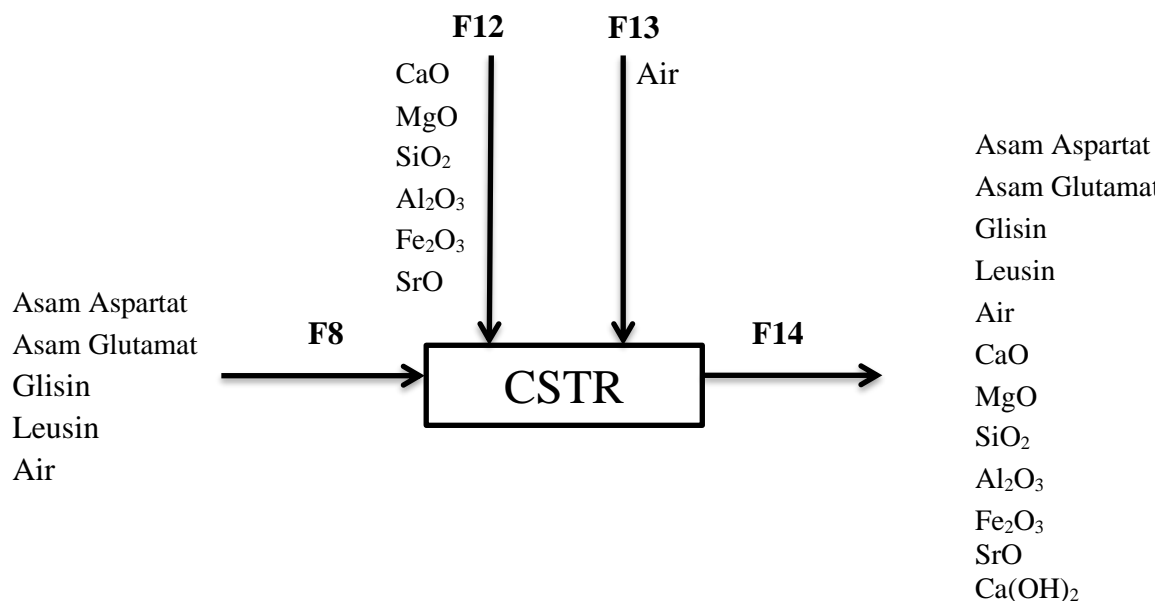 F12
CaO
MgO
SiO₂
Al₂O₃
Fe₂O₃
SrO
F13
Air
Asam Aspartat
Asam Glutamat
Glisin
Leusin
Air
F8
CSTR
F14
Asam Aspartat
Asam Glutamat
Glisin
Leusin
Air
CaO
MgO
SiO₂
Al₂O₃
Fe₂O₃
SrO
Ca(OH)₂